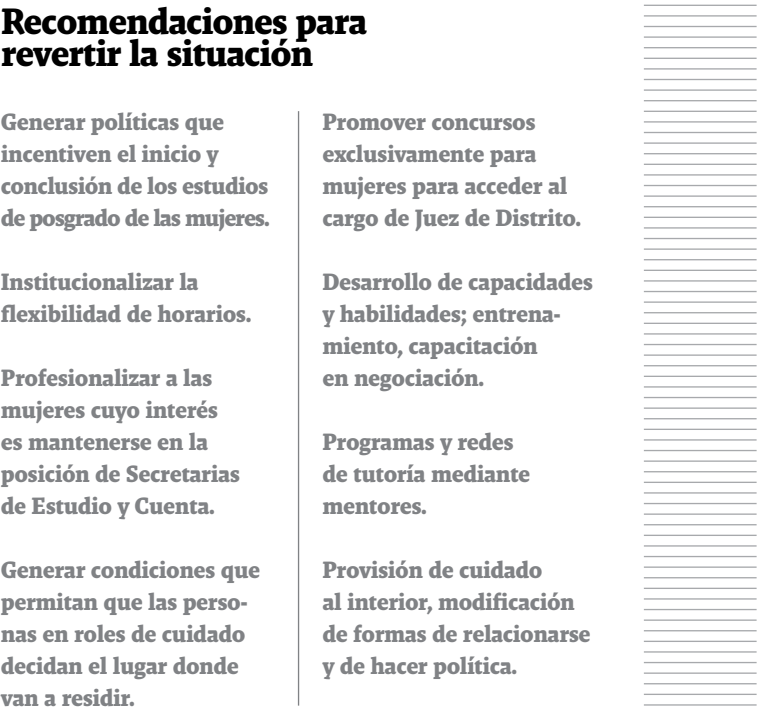 Recomendaciones para
revertir la situación
Generar políticas que
incentiven el inicio y
conclusión de los estudios
de posgrado de las mujeres.
Institucionalizar la
flexibilidad de horarios.
Profesionalizar a las
mujeres cuyo interés
es mantenerse en la
posición de Secretarias
de Estudio y Cuenta.
Generar condiciones que
permitan que las perso-
nas en roles de cuidado
decidan el lugar donde
van a residir.
Promover concursos
exclusivamente para
mujeres para acceder al
cargo de Juez de Distrito.
Desarrollo de capacidades
y habilidades; entrena-
miento, capacitación
en negociación.
Programas y redes
de tutoría mediante
mentores.
Provisión de cuidado
al interior, modificación
de formas de relacionarse
y de hacer política.